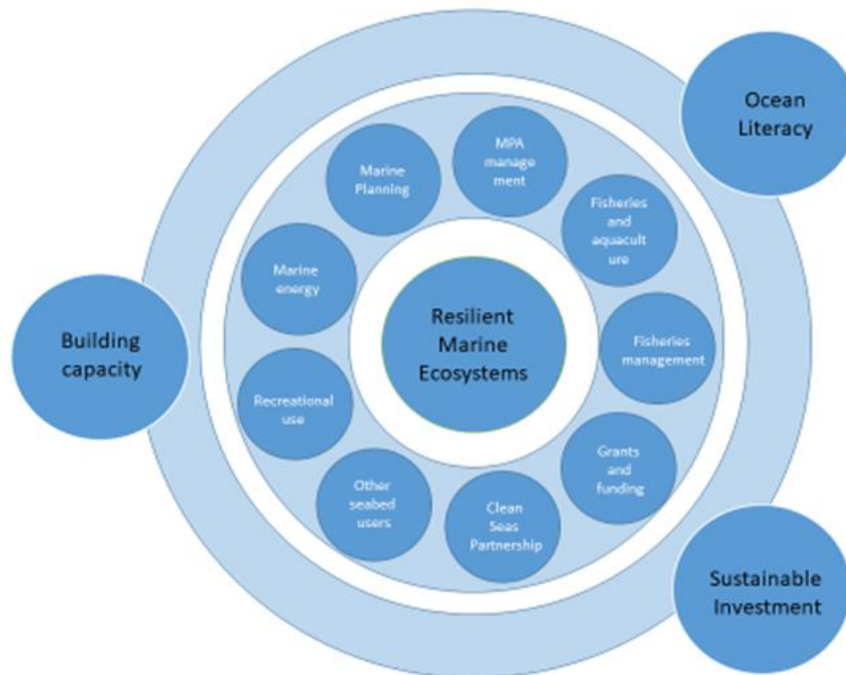 Ocean
Literacy
MPA
manage
ment
Marine
Planning
Fisheries
and
aquacult
ure
Marine
energy
Building
capacity
Resilient
Marine
Ecosystems
Fisheries
management
Recreational
use
Grants
and
funding
Other
seabed
users
Clean
Seas
Partnership
Sustainable
Investment